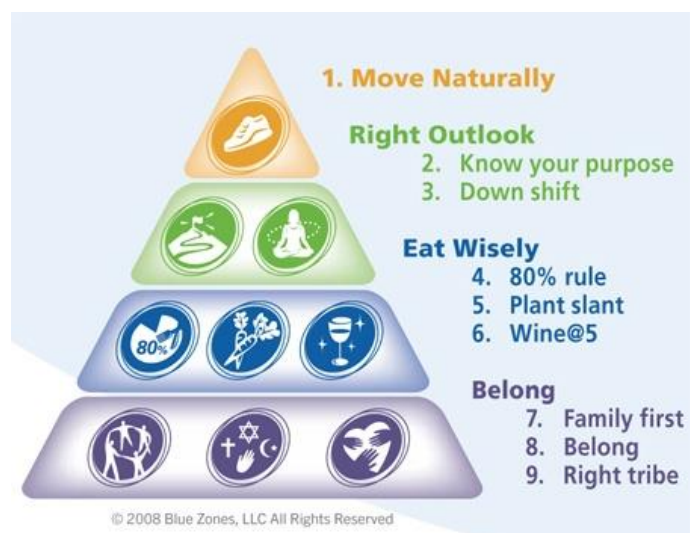 1. Move Naturally
Right Outlook
2. Know your purpose
3. Down shift
Eat Wisely
4. 80% rule
5. Plant slant
6. Wine@5
80%
Belong
7. Family first
8. Belong
9. Right tribe
© 2008 Blue Zones, LLC All Rights Reserved